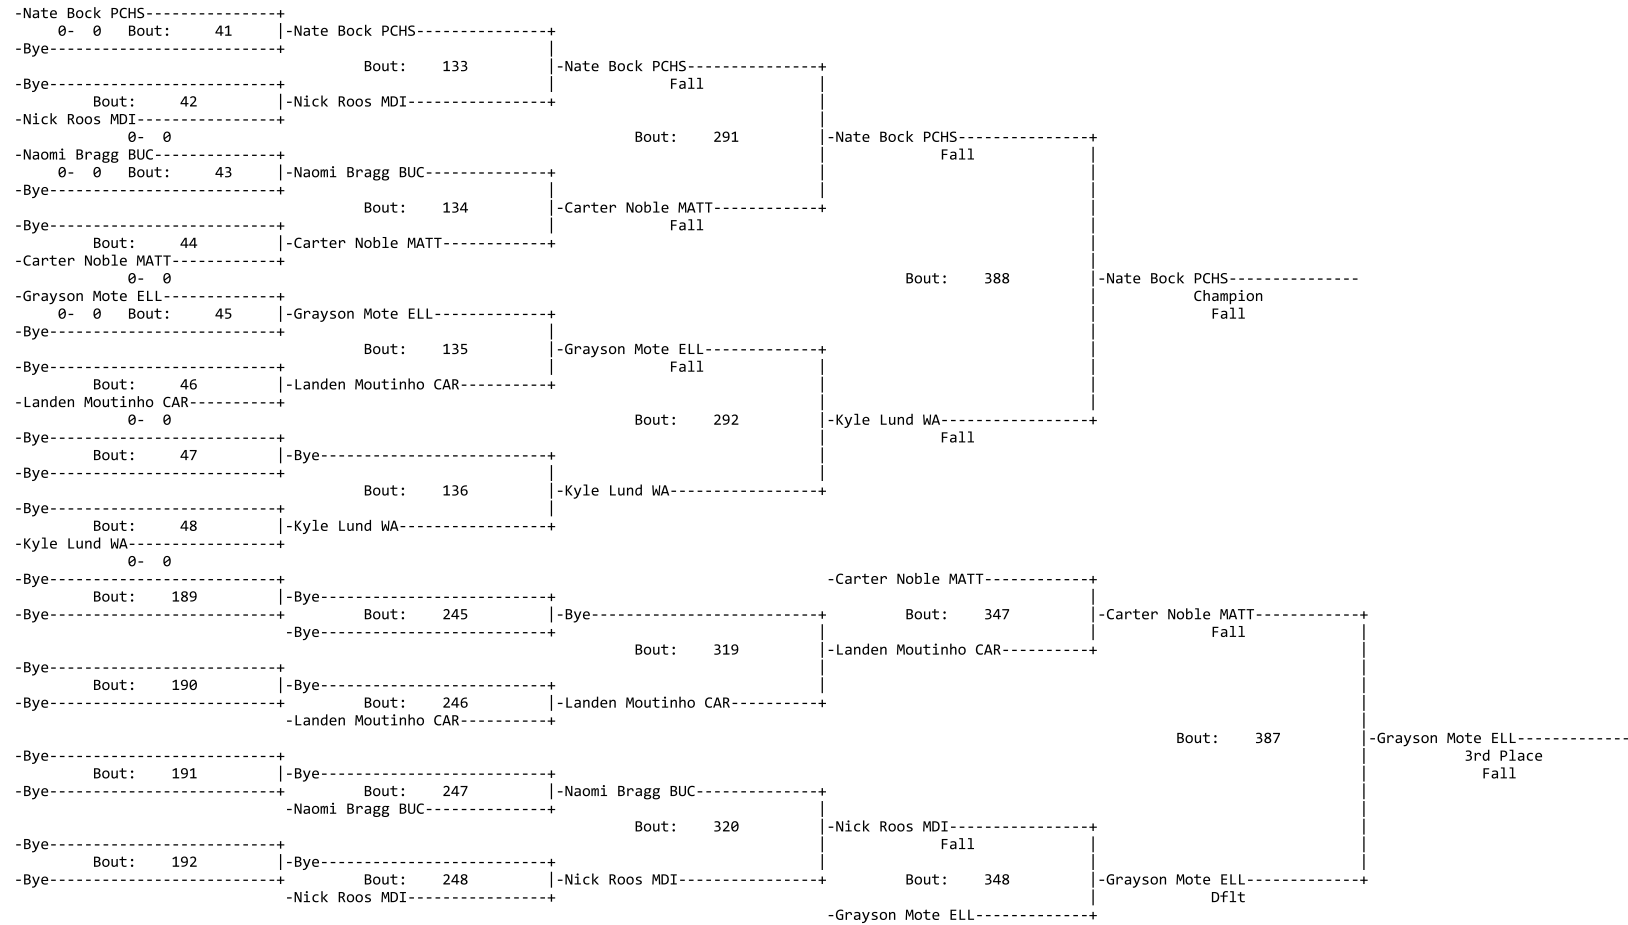 -Nate Bock PCHS---------------+
0- 0 Bout: 41 |-Nate Bock PCHS---------------+
-Bye--------------------------+ |
Bout: 133 |-Nate Bock PCHS---------------+
-Bye--------------------------+ | Fall |
Bout: 42 |-Nick Roos MDI----------------+ |
-Nick Roos MDI----------------+ |
0- 0 Bout: 291 |-Nate Bock PCHS---------------+
-Naomi Bragg BUC--------------+ | Fall |
0- 0 Bout: 43 |-Naomi Bragg BUC--------------+ | |
-Bye--------------------------+ | | |
Bout: 134 |-Carter Noble MATT------------+ |
-Bye--------------------------+ | Fall |
Bout: 44 |-Carter Noble MATT------------+ |
-Carter Noble MATT------------+ |
0- 0 Bout: 388 |-Nate Bock PCHS---------------
-Grayson Mote ELL-------------+ | Champion
0- 0 Bout: 45 |-Grayson Mote ELL-------------+ | Fall
-Bye--------------------------+ | |
Bout: 135 |-Grayson Mote ELL-------------+ |
-Bye--------------------------+ | Fall | |
Bout: 46 |-Landen Moutinho CAR----------+ | |
-Landen Moutinho CAR----------+ | |
0- 0 Bout: 292 |-Kyle Lund WA-----------------+
-Bye--------------------------+ | Fall
Bout: 47 |-Bye--------------------------+ |
-Bye--------------------------+ | |
Bout: 136 |-Kyle Lund WA-----------------+
-Bye--------------------------+ |
Bout: 48 |-Kyle Lund WA-----------------+
-Kyle Lund WA-----------------+
0- 0
-Bye--------------------------+ -Carter Noble MATT------------+
Bout: 189 |-Bye--------------------------+ |
-Bye--------------------------+ Bout: 245 |-Bye--------------------------+ Bout: 347 |-Carter Noble MATT------------+
-Bye--------------------------+ | | Fall |
Bout: 319 |-Landen Moutinho CAR----------+ |
-Bye--------------------------+ | |
Bout: 190 |-Bye--------------------------+ | |
-Bye--------------------------+ Bout: 246 |-Landen Moutinho CAR----------+ |
-Landen Moutinho CAR----------+ |
Bout: 387 |-Grayson Mote ELL-------------
-Bye--------------------------+ | 3rd Place
Bout: 191 |-Bye--------------------------+ | Fall
-Bye--------------------------+ Bout: 247 |-Naomi Bragg BUC--------------+ |
-Naomi Bragg BUC--------------+ | |
Bout: 320 |-Nick Roos MDI----------------+ |
-Bye--------------------------+ | Fall | |
Bout: 192 |-Bye--------------------------+ | | |
-Bye--------------------------+ Bout: 248 |-Nick Roos MDI----------------+ Bout: 348 |-Grayson Mote ELL-------------+
-Nick Roos MDI----------------+ | Dflt
-Grayson Mote ELL-------------+